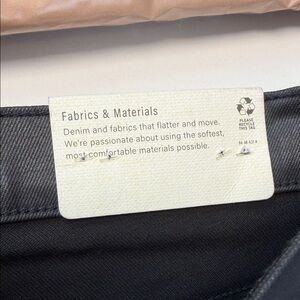 Fabrics & Materials
Denim and fabrics that flatter and move.
We're passionate about using the softest,
most comfortable materials possible.
PLEASE
RECYCLE
THIS TAG